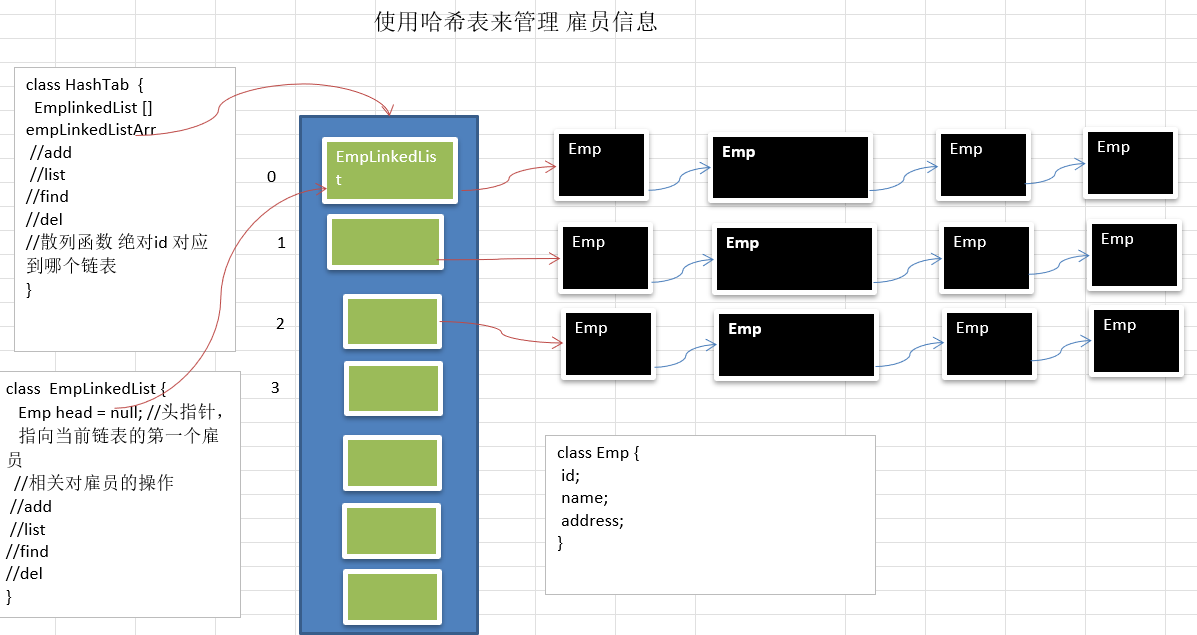 使用哈希表来管理 雇员信息
class HashTab  {
EmplinkedList []
empLinkedListArr
//add
//list
//find
//del
//散列函数 绝对id 对应
到哪个链表
}
class  EmpLinkedList {
Emp head = null; //头指针，
指向当前链表的第一个雇
员
//相关对雇员的操作
//add
//list
//find
//del
}
0
1
2
3
EmpLinkedLis
t
Emp
Emp
Emp
Emp
Emp
Emp
Emp
Emp
Emp
Emp
Emp
Emp
class Emp {
id;
name;
address;
}